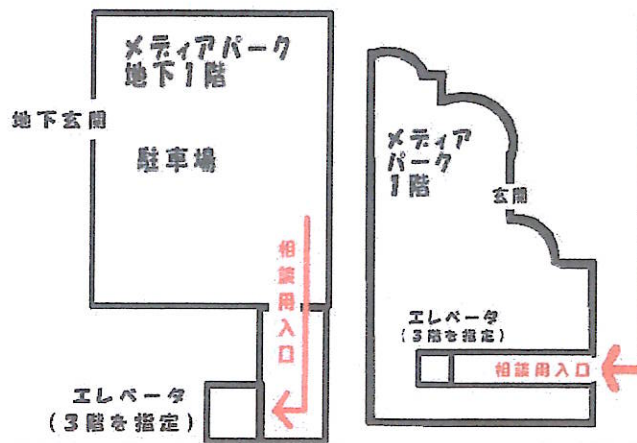 メディアパーク
地下1階
地下玄関
駐車場
相談用入口
エレベータ
(3階を指定)
メディア
パーク
1階
玄関
エレベータ
(3階を指定)
相談用入口